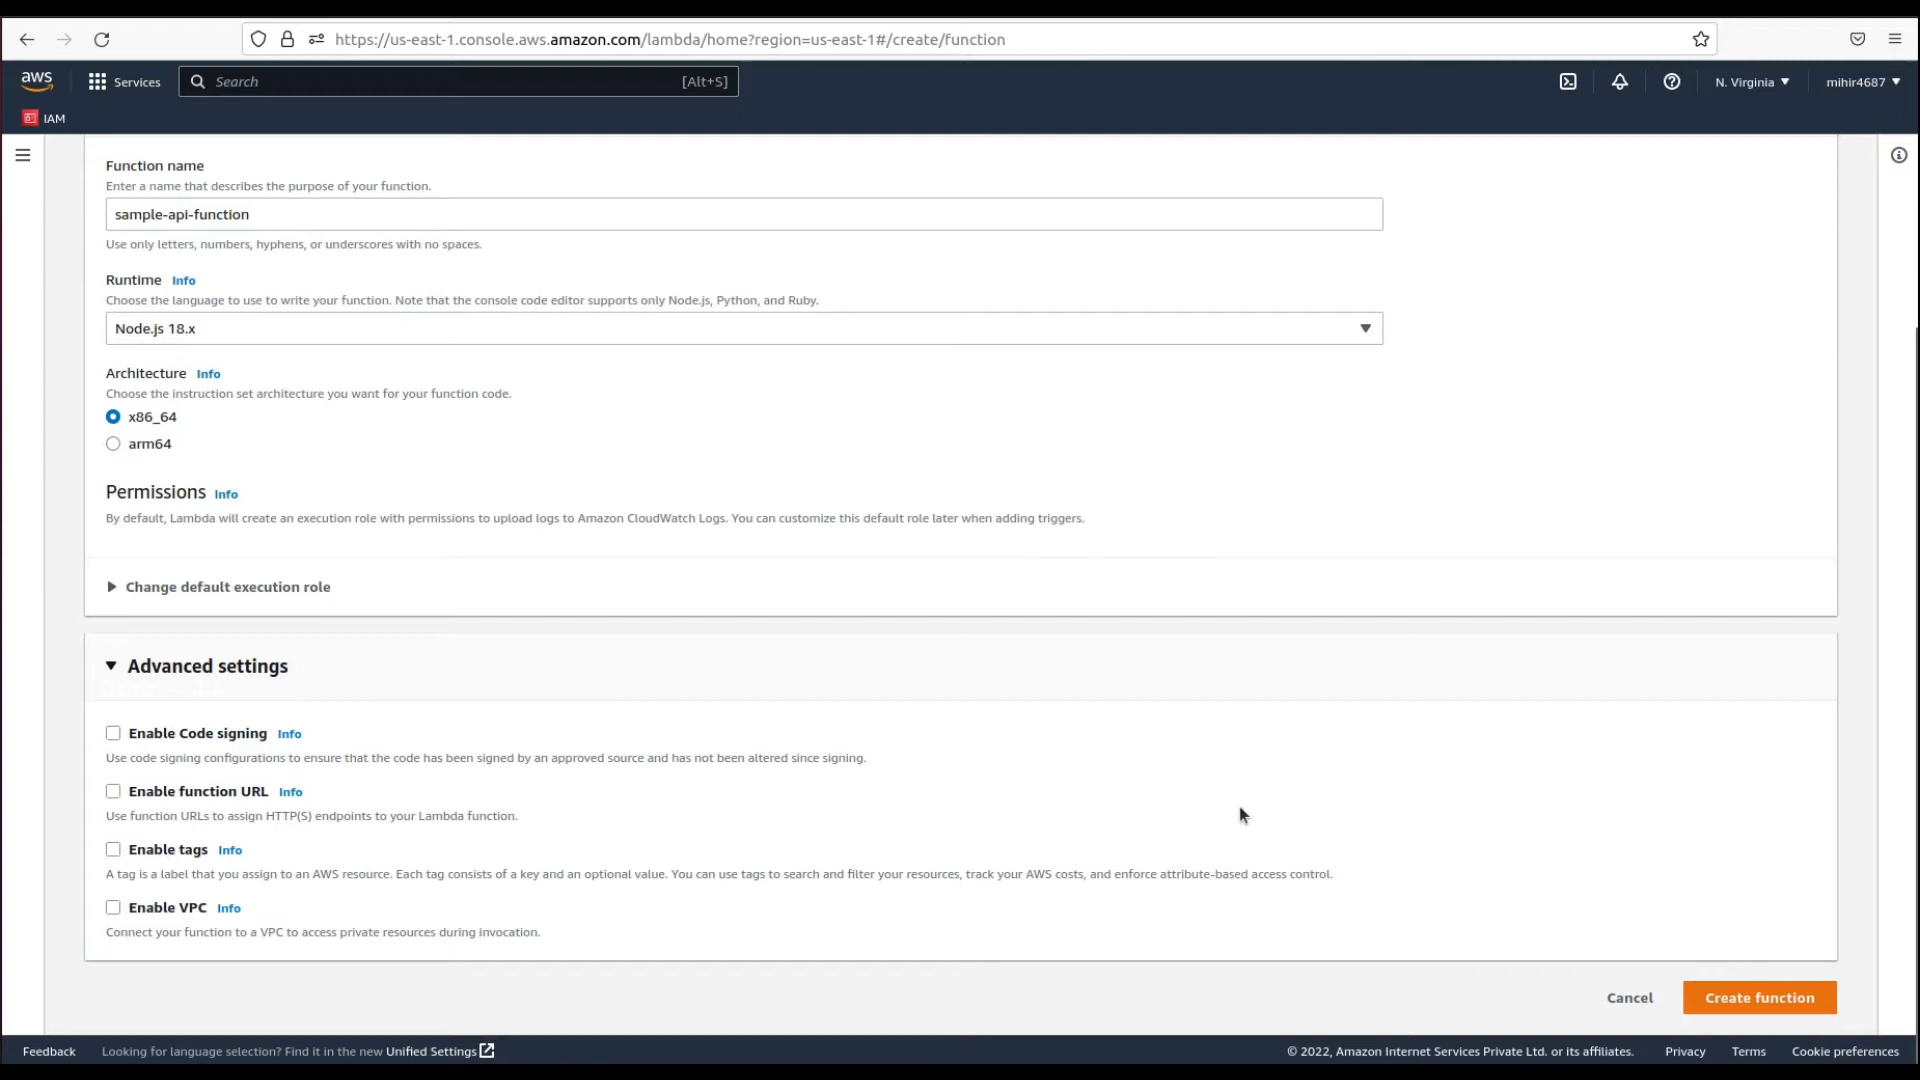 https://us-east-1.console.aws.amazon.com/lambda/home?region=us-east-1#/create/function
aws
Services
Search
[Alt+S]
N. Virginia
mihir4687
IAM
Function name
Enter a name that describes the purpose of your function.
sample-api-function
Use only letters, numbers, hyphens, or underscores with no spaces.
Runtime Info
Choose the language to use to write your function. Note that the console code editor supports only Node.js, Python, and Ruby.
Node.js 18.x
Architecture Info
Choose the instruction set architecture you want for your function code.
x86_64
arm64
Permissions Info
By default, Lambda will create an execution role with permissions to upload logs to Amazon CloudWatch Logs. You can customize this default role later when adding triggers.
Change default execution role
Advanced settings
Enable Code signing Info
Use code signing configurations to ensure that the code has been signed by an approved source and has not been altered since signing.
Enable function URL Info
Use function URLs to assign HTTP(S) endpoints to your Lambda function.
Enable tags Info
A tag is a label that you assign to an AWS resource. Each tag consists of a key and an optional value. You can use tags to search and filter your resources, track your AWS costs, and enforce attribute-based access control.
Enable VPC Info
Connect your function to a VPC to access private resources during invocation.
Cancel
Create function
Feedback
Looking for language selection? Find it in the new Unified Settings
© 2022, Amazon Internet Services Private Ltd. or its affiliates.
Privacy
Terms
Cookie preferences